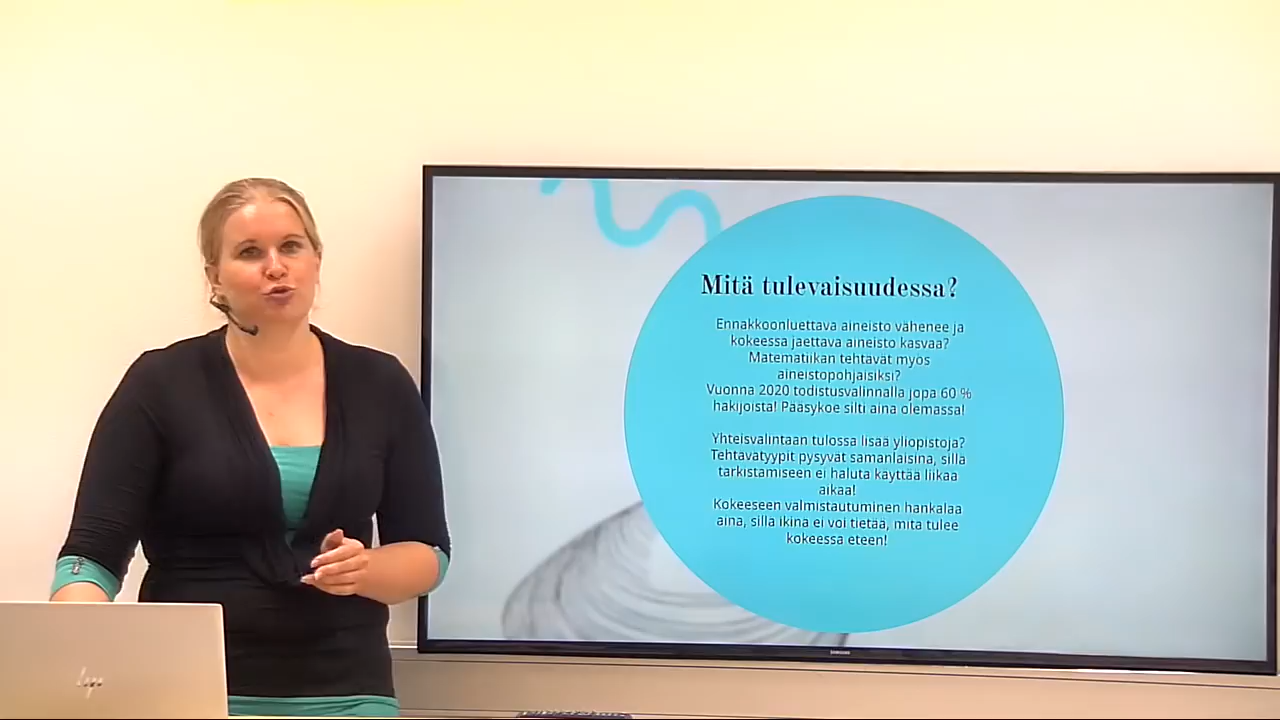 Mitä tulevaisuudessa?
Ennakkoonluettava aineisto vähenee ja
kokeessa jaettava aineisto kasvaa?
Matematiikan tehtävät myös
aineistopohjaisiksi?
Vuonna 2020 todistusvalinnalla jopa 60 %
hakijoista! Pääsykoe silti aina olemassa!
Yhteisvalintaan tulossa lisää yliopistoja?
Tehtävätyypit pysyvät samanlaisina, sillä
tarkistamiseen ei haluta käyttää liikaa
aikaa!
Kokeeseen valmistautuminen hankalaa
aina, sillä ikinä ei voi tietää, mitä tulee
kokeessa eteen!
SAMSUNG